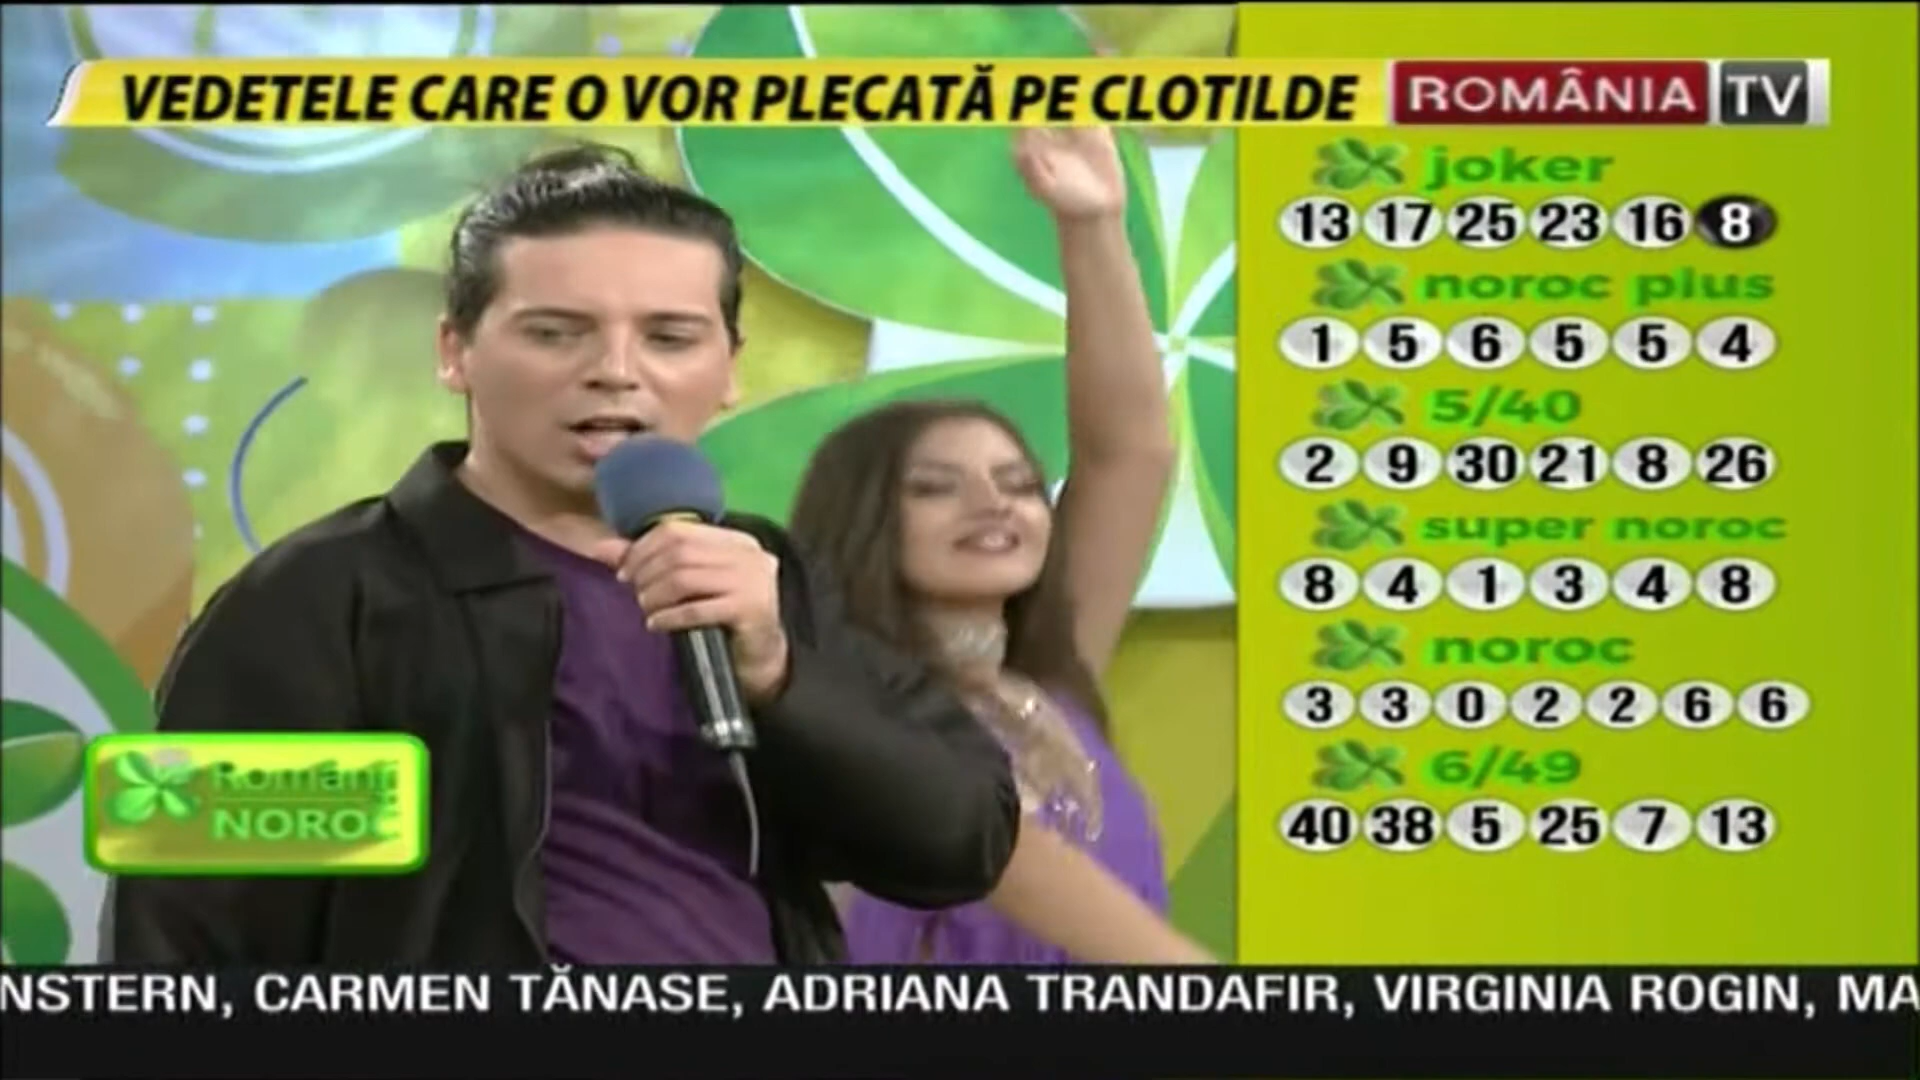 VEDETELE CARE O VOR PLECATĂ PE CLOTILDE
ROMÂNIA TV
joker
13 17 25 23 16 8
noroc plus
1 5 6 5 5 4
5/40
2 9 30 21 8 26
super noroc
8 4 1 3 4 8
noroc
3 3 0 2 2 6 6
6/49
40 38 5 25 7 13
NOROC
NSTERN, CARMEN TĂNASE, ADRIANA TRANDAFIR, VIRGINIA ROGIN, MA